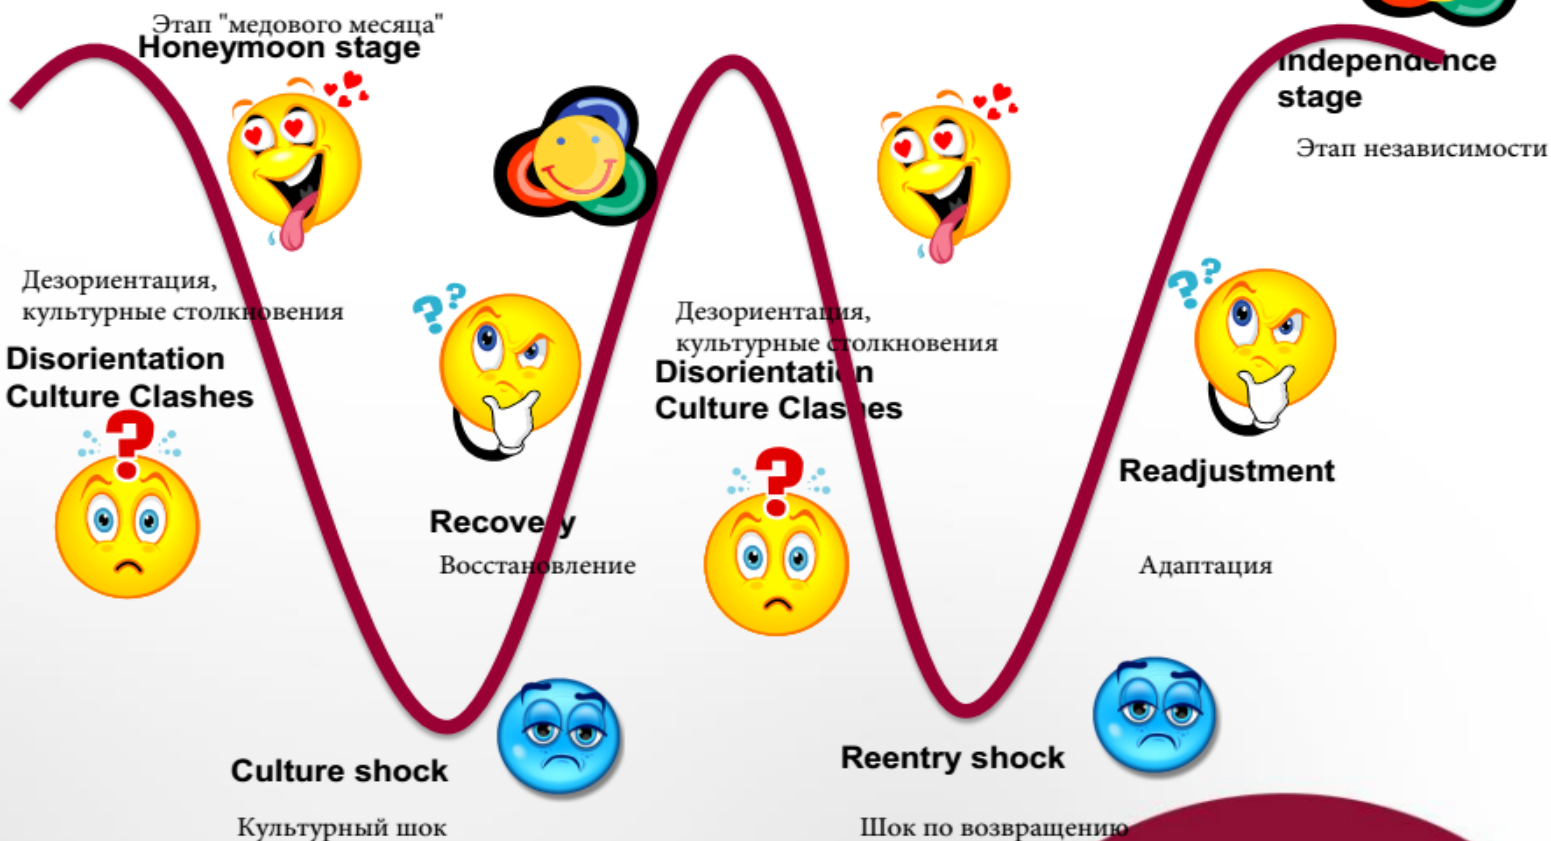 Этап "медового месяца"
Honeymoon stage
Дезориентация,
культурные столкновения
Disorientation
Culture Clashes
Recovery
Восстановление
Culture shock
Культурный шок
Дезориентация,
культурные столкновения
Disorientation
Culture Clashes
Reentry shock
Шок по возвращению
Readjustment
Адаптация
Independence
stage
Этап независимости